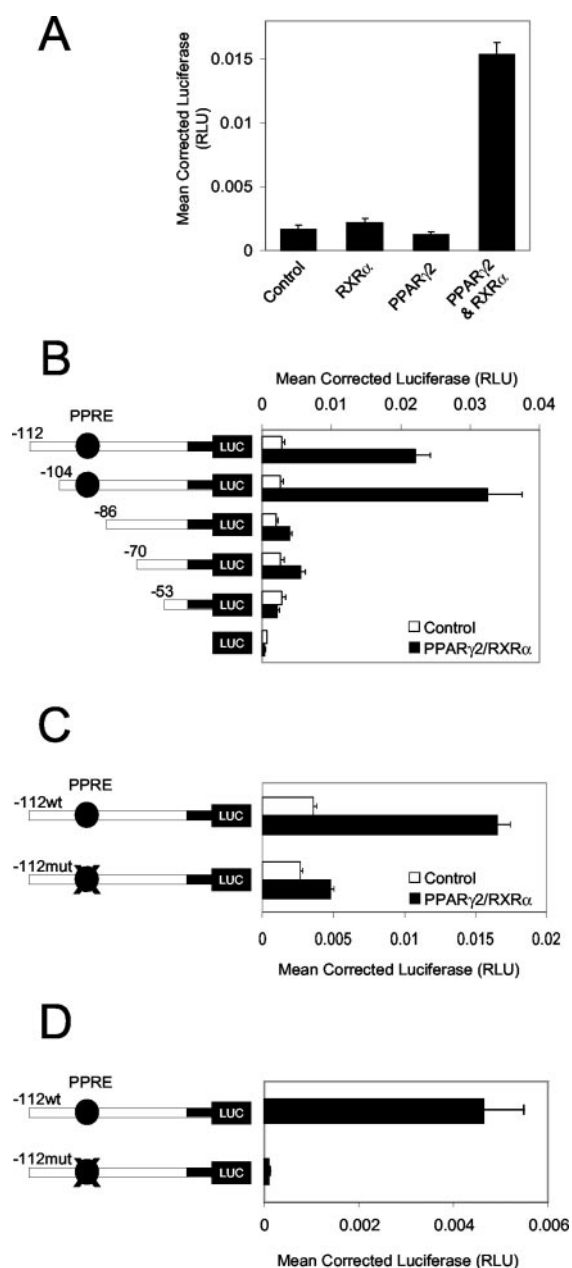 A
Mean Corrected Luciferase
(RLU)
0.015
0.01
0.005
0
Control
RXRα
PPARγ2
PPARγ2
& RXRα
B
Mean Corrected Luciferase (RLU)
0 0.01 0.02 0.03 0.04
PPRE
-112
LUC
-104
LUC
-86
LUC
-70
LUC
-53
LUC
LUC
Control
PPARγ2/RXRα
C
PPRE
-112wt
LUC
-112mut
LUC
Control
PPARγ2/RXRα
0 0.005 0.01 0.015 0.02
Mean Corrected Luciferase (RLU)
D
PPRE
-112wt
LUC
-112mut
LUC
0 0.002 0.004 0.006
Mean Corrected Luciferase (RLU)